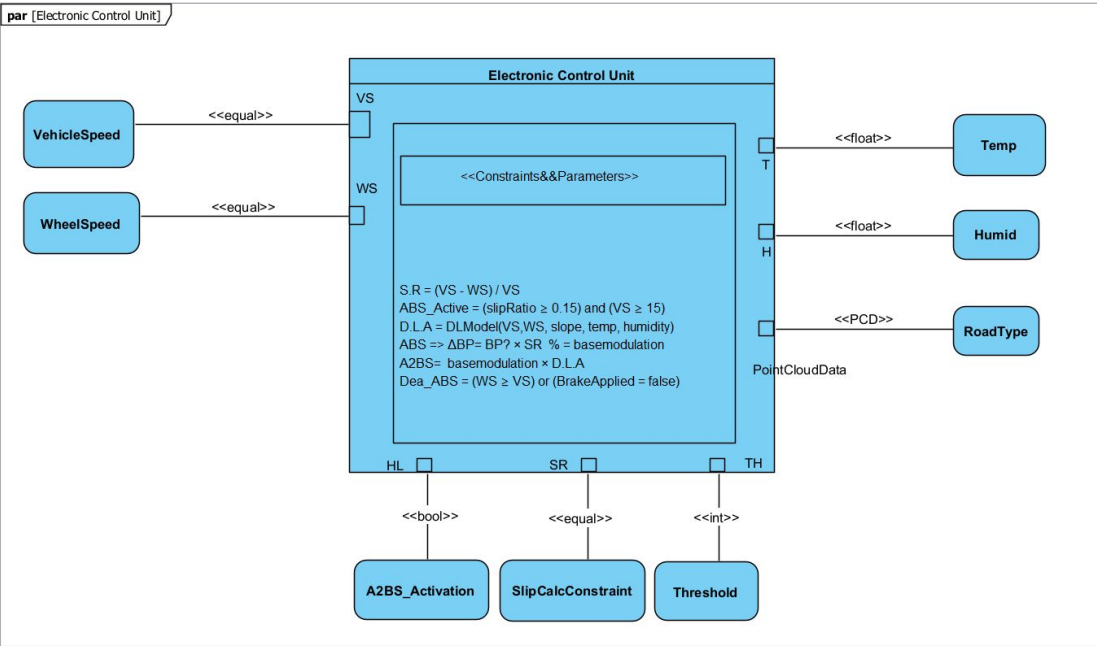 par [Electronic Control Unit]
Electronic Control Unit
VS
<<equal>>
VehicleSpeed
WS
<<equal>>
WheelSpeed
<<Constraints&&Parameters>>
S.R = (VS - WS) / VS
ABS_Active = (slipRatio ≥ 0.15) and (VS ≥ 15)
D.L.A = DLModel(VS,WS, slope, temp, humidity)
ABS => ΔBP= BP? × SR % = basemodulation
A2BS= basemodulation × D.L.A
Dea_ABS = (WS ≥ VS) or (BrakeApplied = false)
<<float>>
Temp
T
<<float>>
Humid
H
<<PCD>>
RoadType
PointCloudData
HL
SR
TH
<<bool>>
<<equal>>
<<int>>
A2BS_Activation
SlipCalcConstraint
Threshold